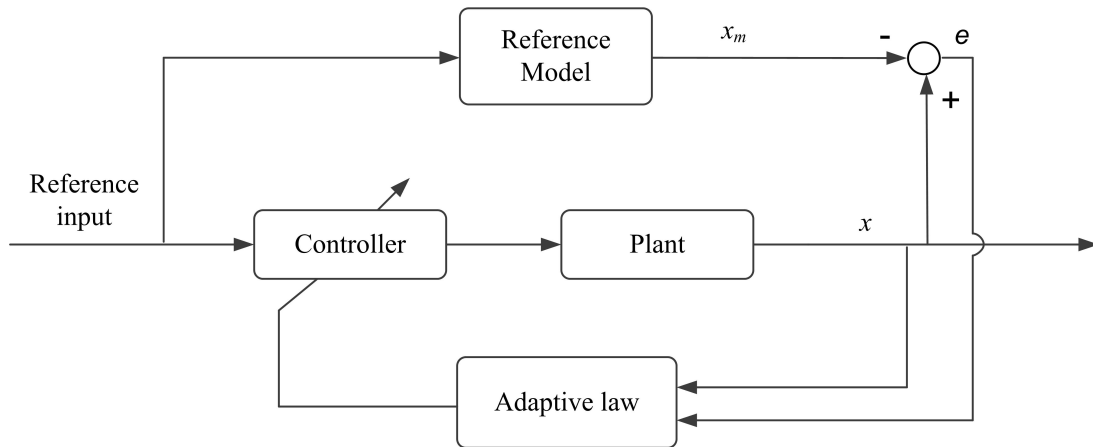 Reference
Model
x_m
-
e
+
Reference
input
Controller
Plant
x
Adaptive law